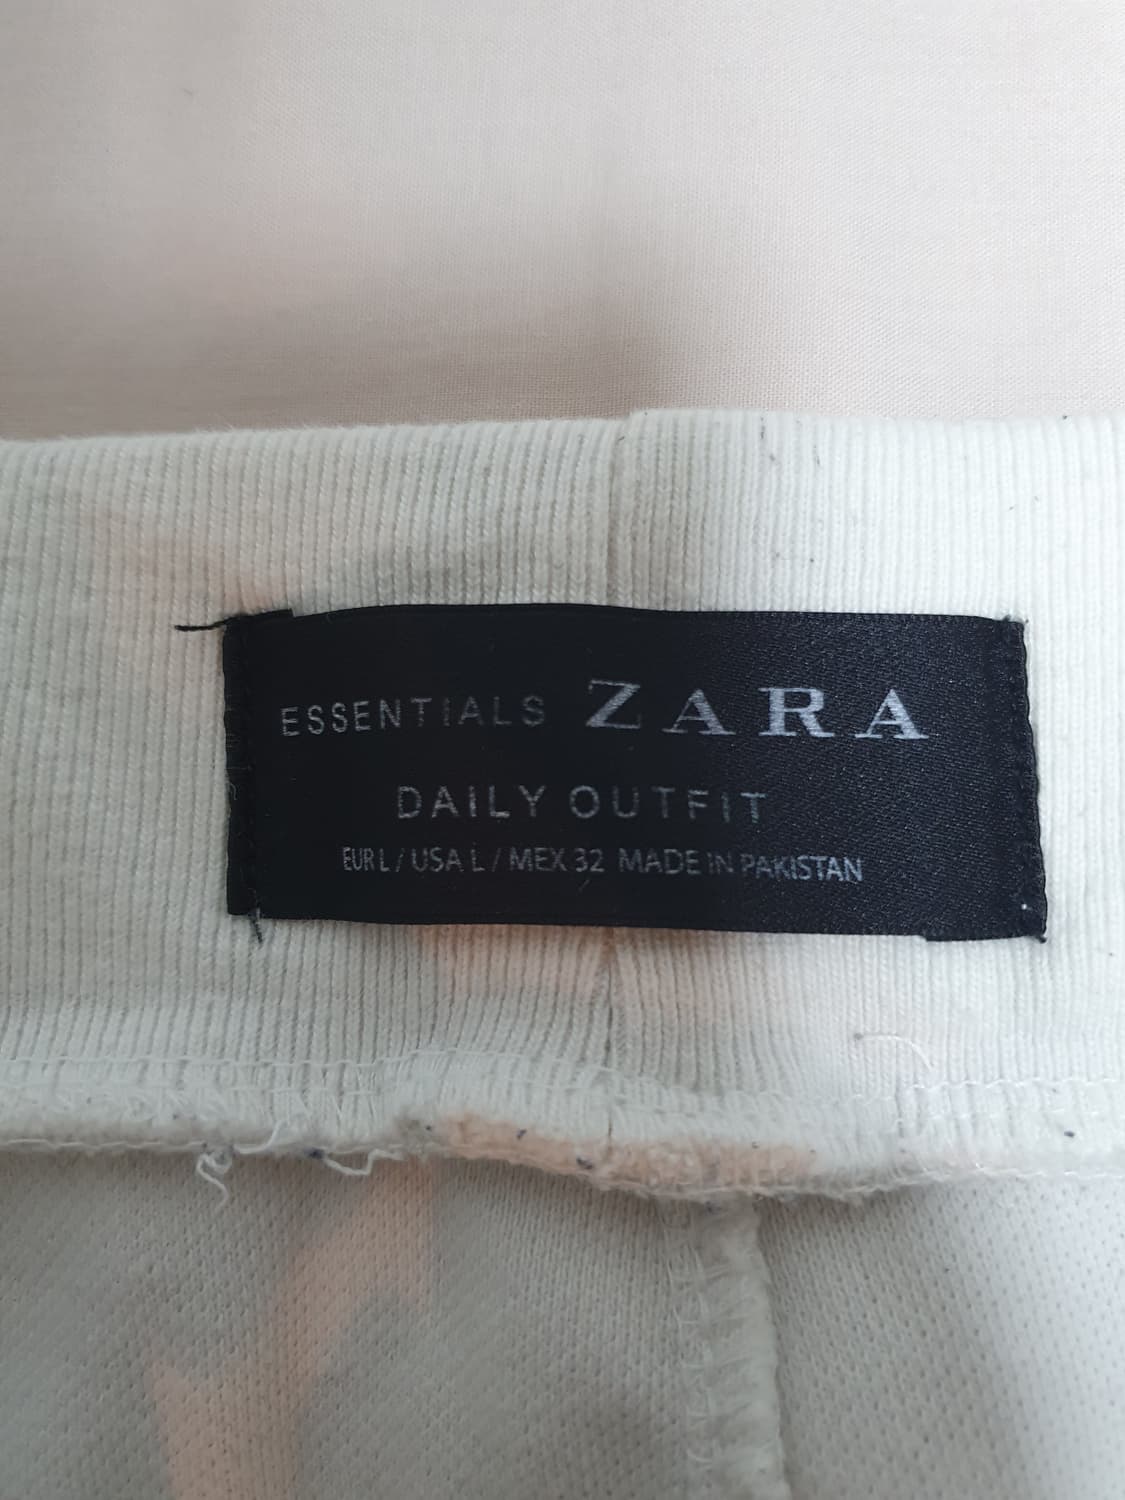 ESSENTIALS ZARA
DAILY OUTFIT
EUR L / USA L / MEX 32 MADE IN PAKISTAN